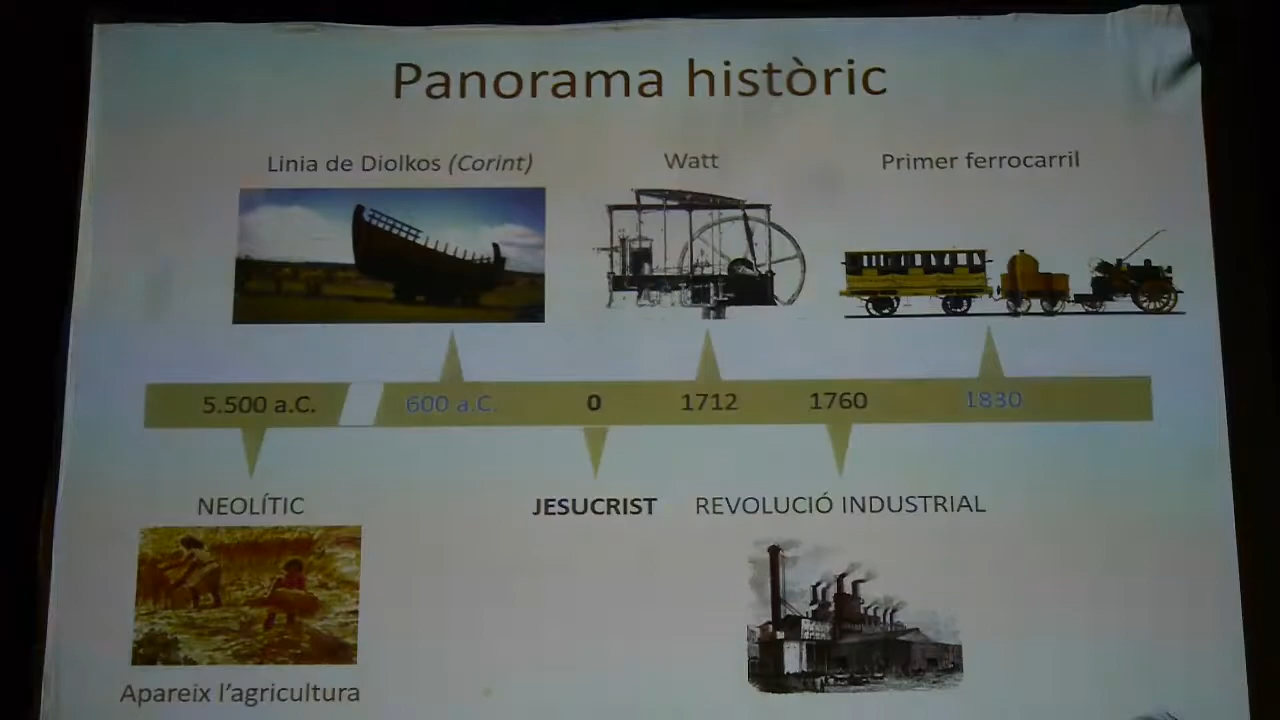 Panorama històric
Linia de Diolkos (Corint)
Watt
Primer ferrocarril
5.500 a.C.
600 a.C.
0
1712
1760
1830
NEOLÍTIC
JESUCRIST
REVOLUCIÓ INDUSTRIAL
Apareix l'agricultura